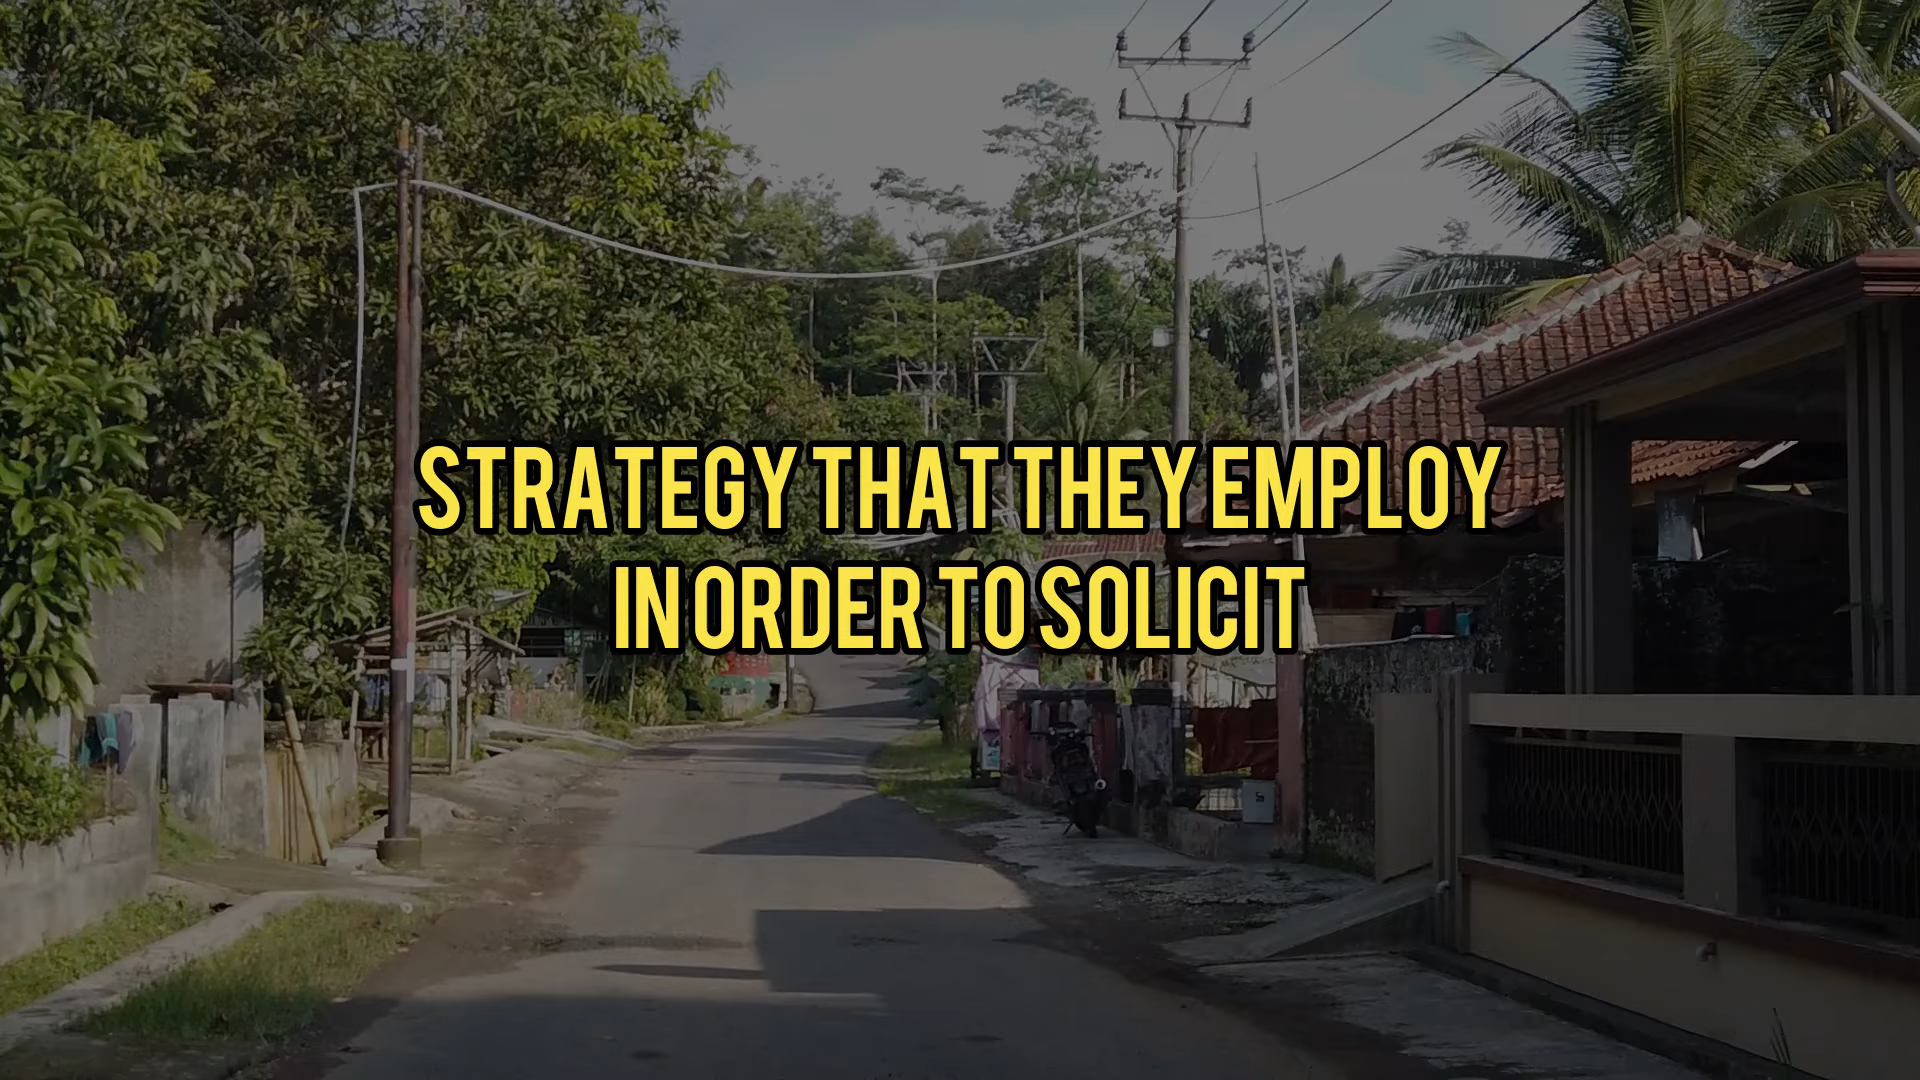 STRATEGY THAT THEY EMPLOY
IN ORDER TO SOLICIT